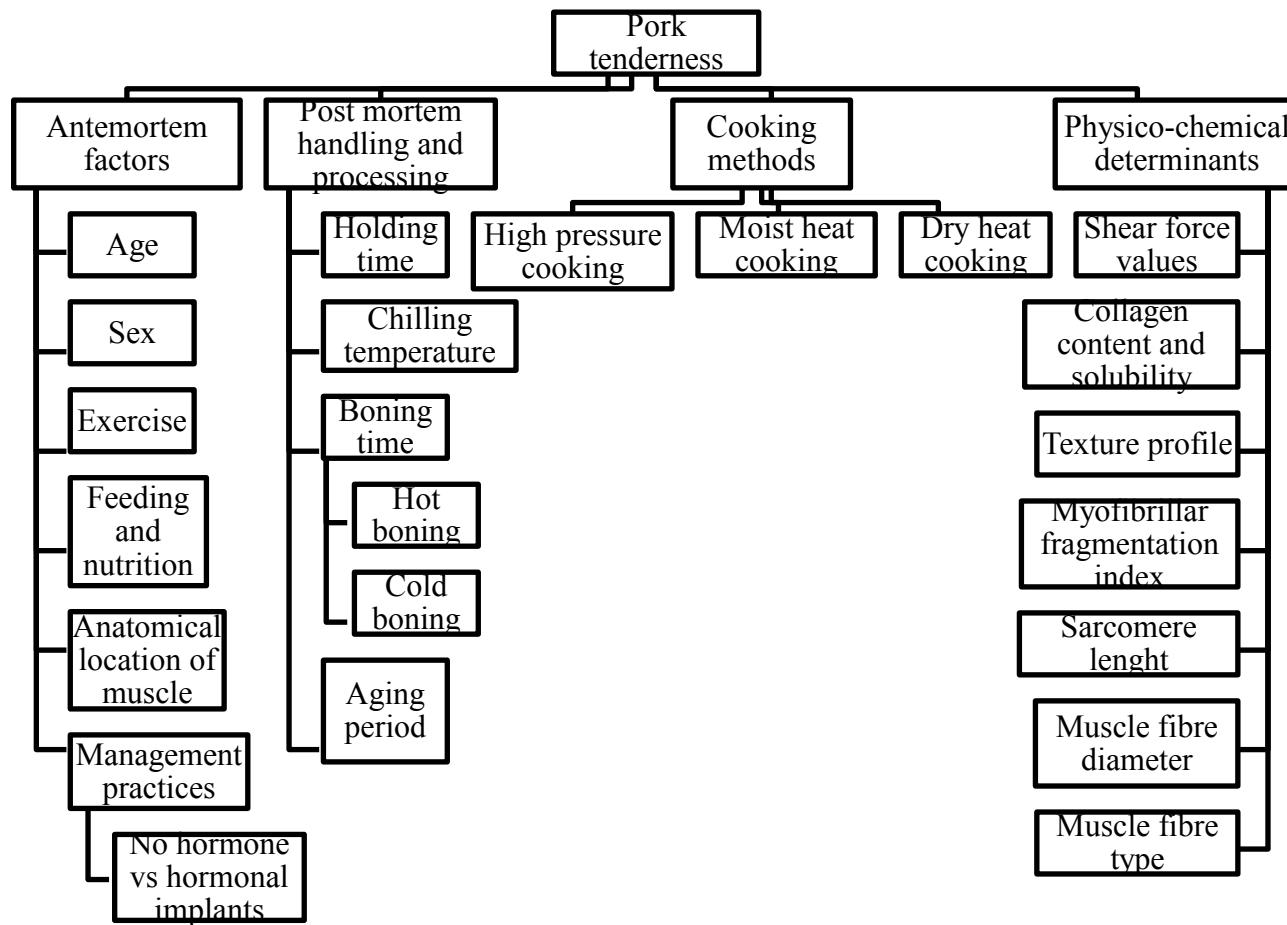 Pork
tenderness
Antemortem
factors
Post mortem
handling and
processing
Cooking
methods
Physico-chemical
determinants
Age
Sex
Exercise
Feeding
and
nutrition
Anatomical
location of
muscle
Management
practices
No hormone
vs hormonal
implants
Holding
time
Chilling
temperature
Boning
time
Hot
boning
Cold
boning
Aging
period
High pressure
cooking
Moist heat
cooking
Dry heat
cooking
Shear force
values
Collagen
content and
solubility
Texture profile
Myofibrillar
fragmentation
index
Sarcomere
lenght
Muscle fibre
diameter
Muscle fibre
type